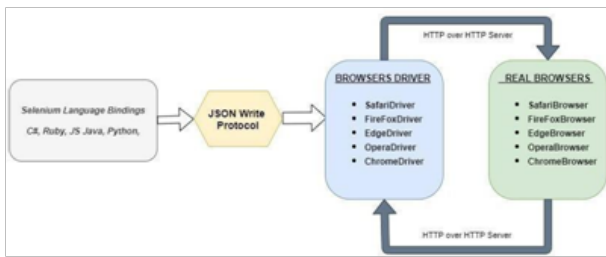 HTTP over HTTP Server
Selenium Language Bindings
C#, Ruby, JS Java, Python,
JSON Write
Protocol
BROWSERS DRIVER
SafariDriver
FireFoxDriver
EdgeDriver
OperaDriver
ChromeDriver
REAL BROWSERS
SafariBrowser
FireFoxBrowser
EdgeBrowser
OperaBrowser
ChromeBrowser
HTTP over HTTP Server